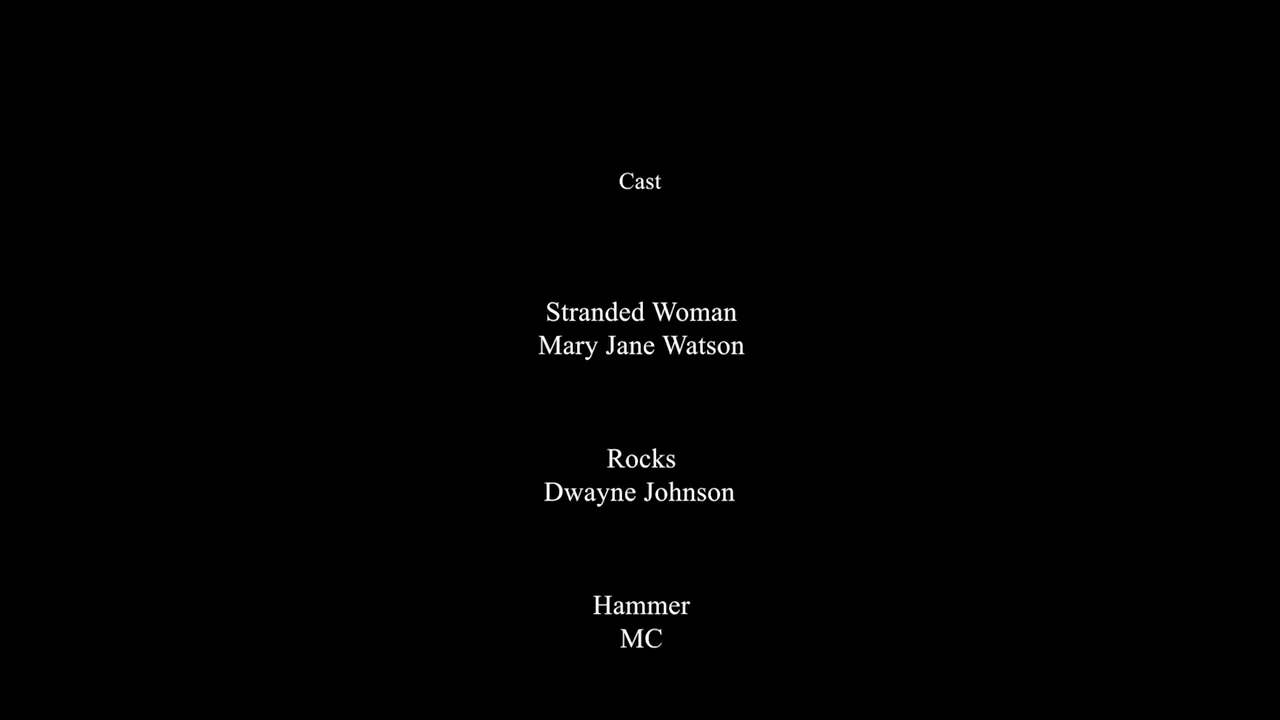 Cast
Stranded Woman
Mary Jane Watson
Rocks
Dwayne Johnson
Hammer
MC